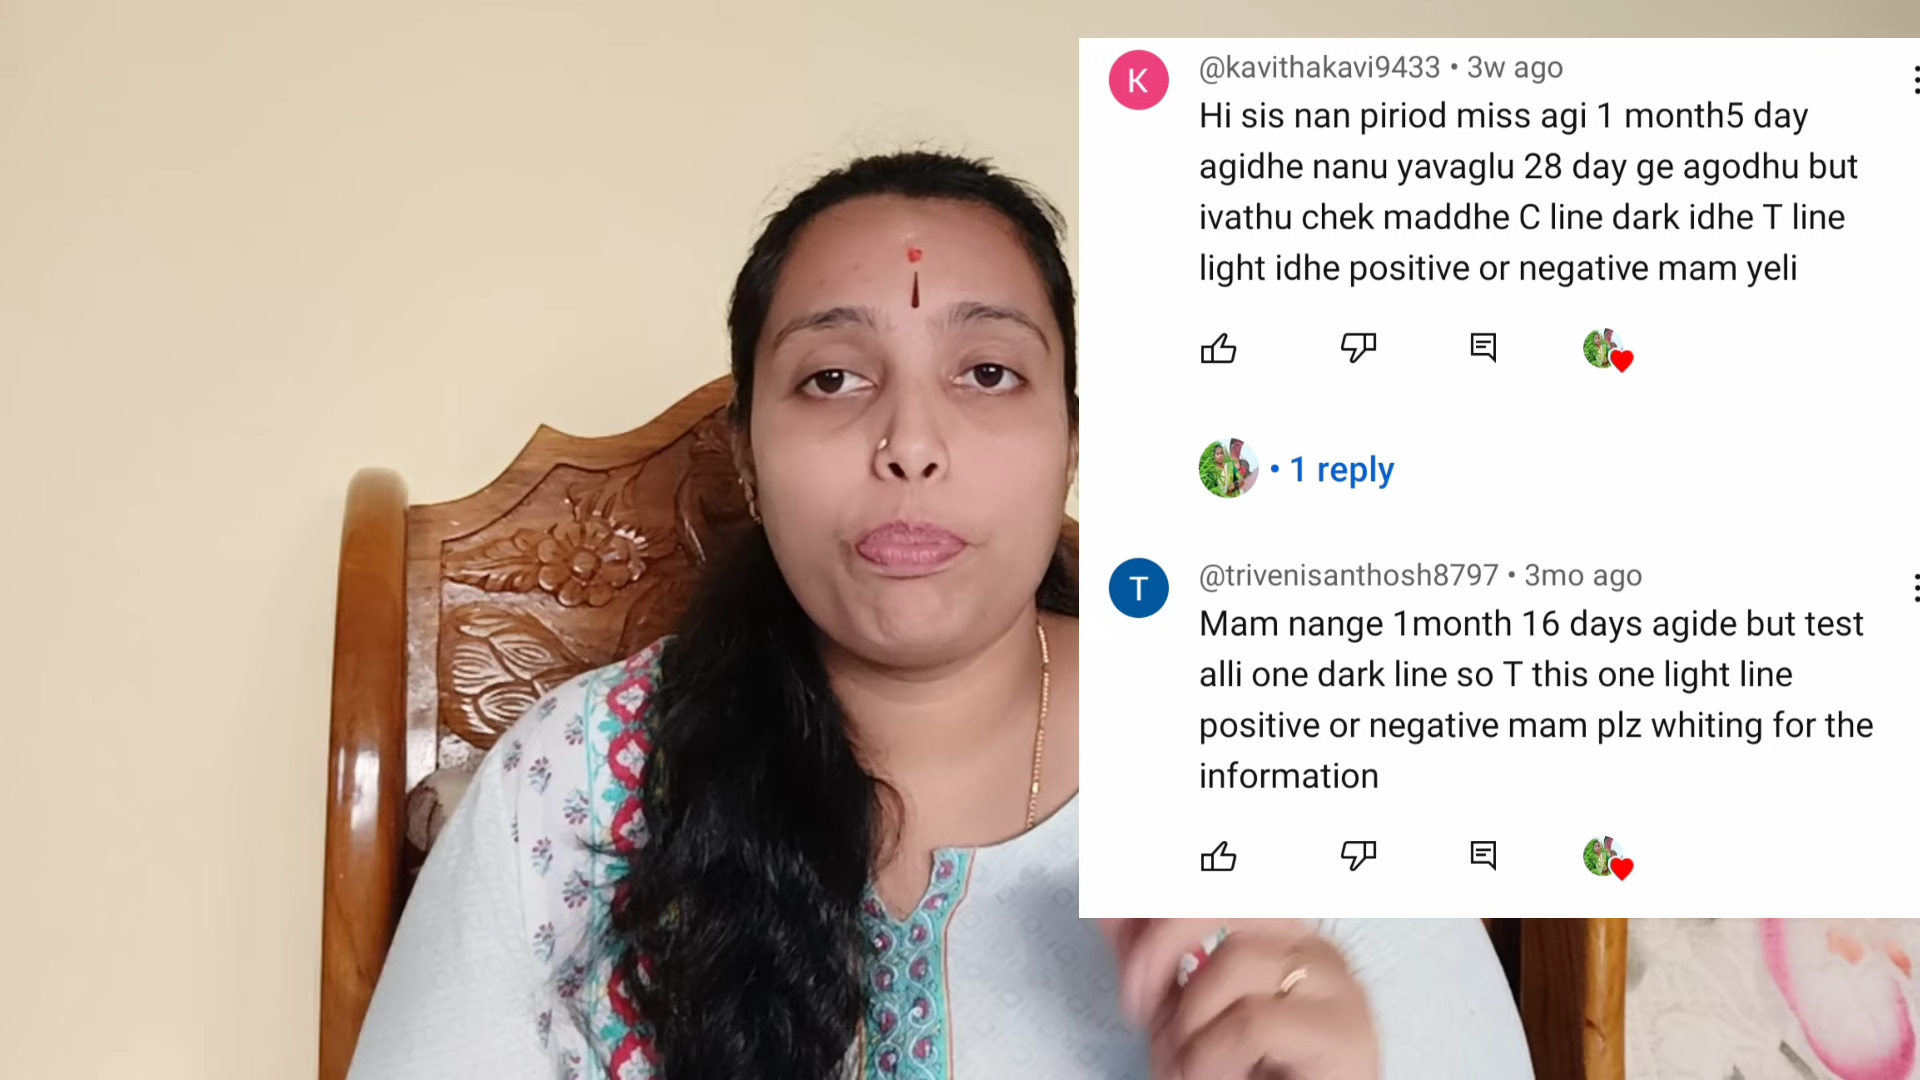 K
@kavithakavi9433 • 3w ago
Hi sis nan piriod miss agi 1 month5 day
agidhe nanu yavaglu 28 day ge agodhu but
ivathu chek maddhe C line dark idhe T line
light idhe positive or negative mam yeli
• 1 reply
T
@trivenisanthosh8797 • 3mo ago
Mam nange 1month 16 days agide but test
alli one dark line so T this one light line
positive or negative mam plz whiting for the
information